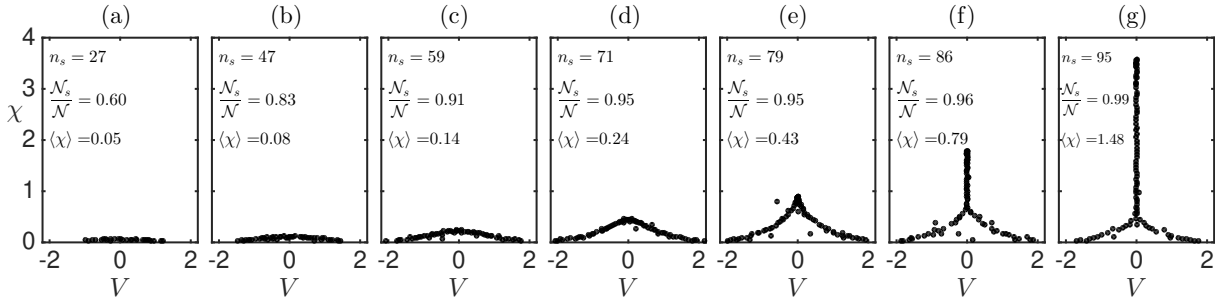 (a) (b) (c) (d) (e) (f) (g)
4
3
χ
2
1
0
n_s = 27
𝒩_s/𝒩 = 0.60
⟨χ⟩ =0.05
n_s = 47
𝒩_s/𝒩 = 0.83
⟨χ⟩ =0.08
n_s = 59
𝒩_s/𝒩 = 0.91
⟨χ⟩ =0.14
n_s = 71
𝒩_s/𝒩 = 0.95
⟨χ⟩ =0.24
n_s = 79
𝒩_s/𝒩 = 0.95
⟨χ⟩ =0.43
n_s = 86
𝒩_s/𝒩 = 0.96
⟨χ⟩ =0.79
n_s = 95
𝒩_s/𝒩 = 0.99
⟨χ⟩ =1.48
-2 0 2 -2 0 2 -2 0 2 -2 0 2 -2 0 2 -2 0 2 -2 0 2
V V V V V V V